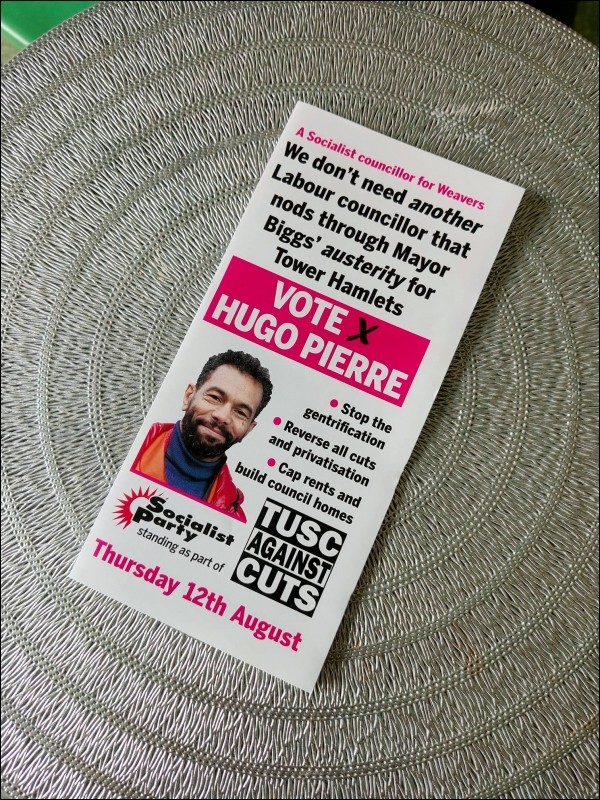 A Socialist councillor for Weavers
We don't need another
Labour councillor that
nods through Mayor
Biggs' austerity for
Tower Hamlets
VOTE X
HUGO PIERRE
• Stop the
gentrification
• Reverse all cuts
and privatisation
• Cap rents and
build council homes
Socialist
Party
standing as part of
TUSC
AGAINST
CUTS
Thursday 12th August